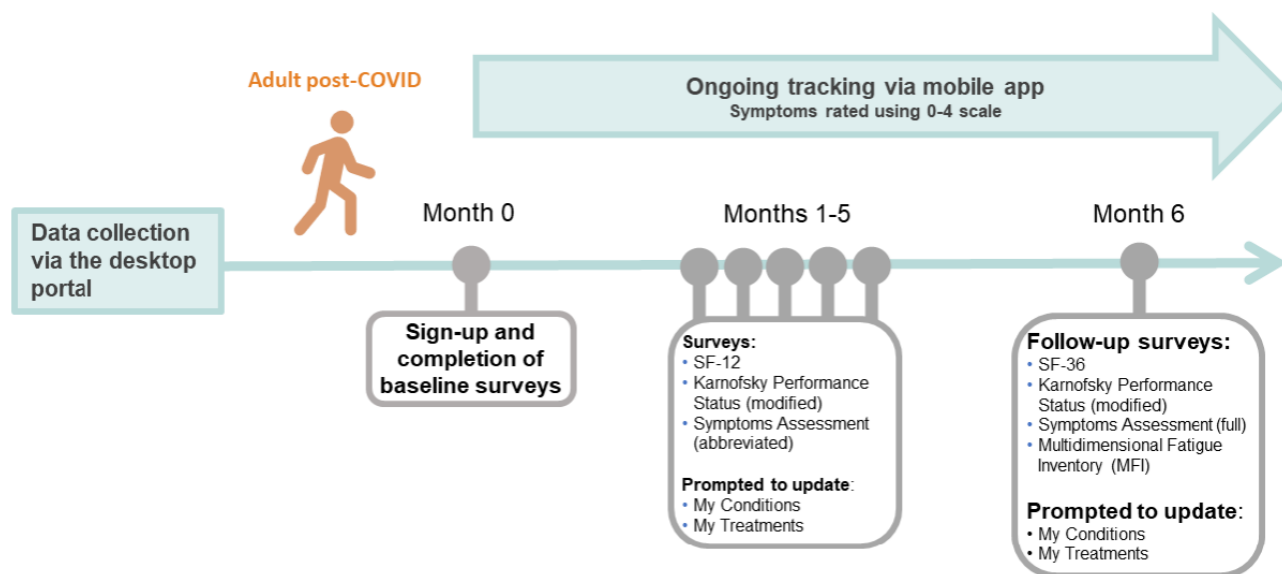 Adult post-COVID
Ongoing tracking via mobile app
Symptoms rated using 0-4 scale
Data collection
via the desktop
portal
Month 0
Months 1-5
Month 6
Sign-up and
completion of
baseline surveys
Surveys:
• SF-12
• Karnofsky Performance
Status (modified)
• Symptoms Assessment
(abbreviated)
Prompted to update:
• My Conditions
• My Treatments
Follow-up surveys:
• SF-36
• Karnofsky Performance
Status (modified)
• Symptoms Assessment (full)
• Multidimensional Fatigue
Inventory (MFI)
Prompted to update:
• My Conditions
• My Treatments